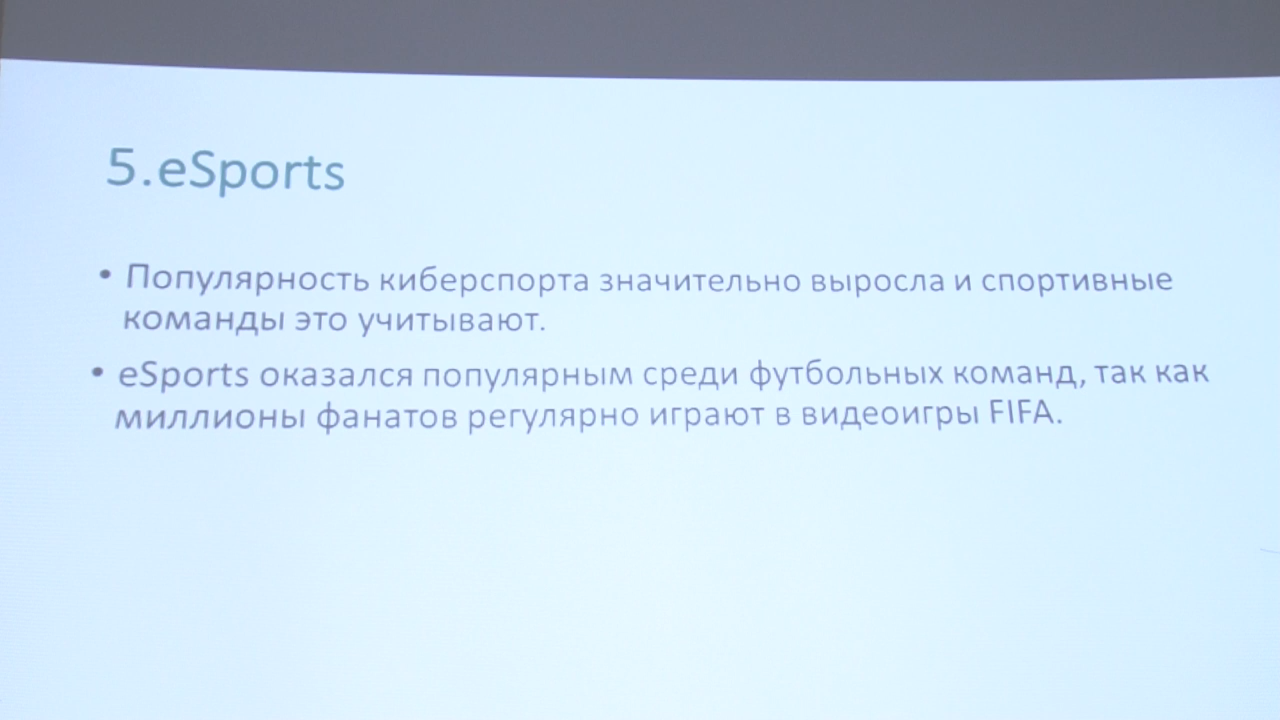 5.eSports
• Популярность киберспорта значительно выросла и спортивные
команды это учитывают.
• eSports оказался популярным среди футбольных команд, так как
миллионы фанатов регулярно играют в видеоигры FIFA.